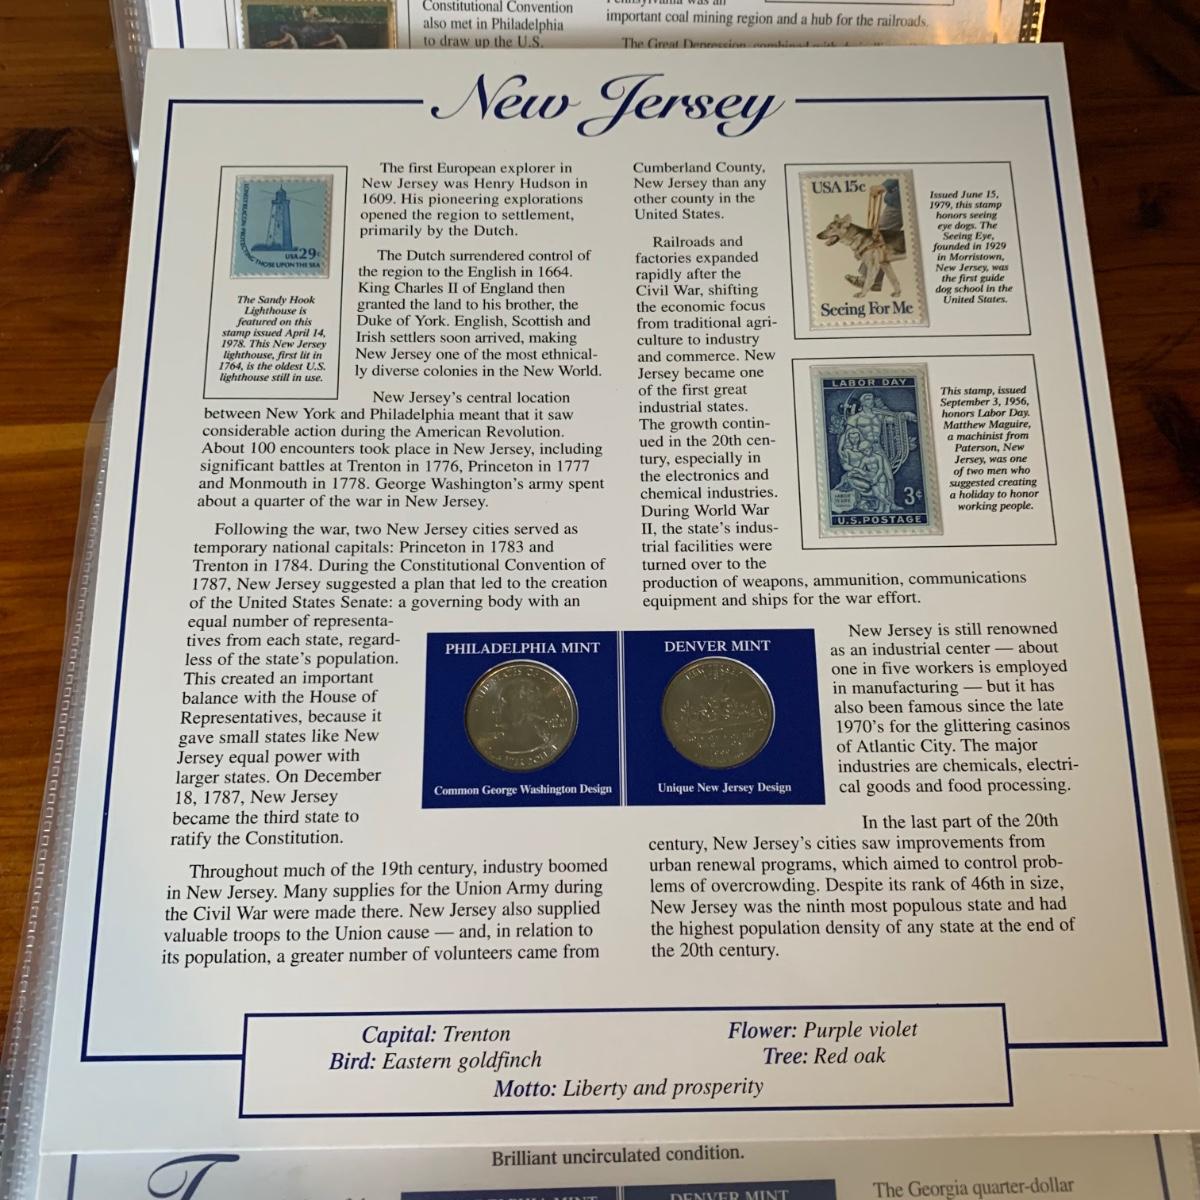 Constitutional Convention
also met in Philadelphia
to draw up the U.S.
important coal mining region and a hub for the railroads.
The Great Depression, combined with
New Jersey
LONELY BEACON PROTECTING THOSE UPON THE SEA
USA 29c
The Sandy Hook
Lighthouse is
featured on this
stamp issued April 14,
1978. This New Jersey
lighthouse, first lit in
1764, is the oldest U.S.
lighthouse still in use.
The first European explorer in
New Jersey was Henry Hudson in
1609. His pioneering explorations
opened the region to settlement,
primarily by the Dutch.
The Dutch surrendered control of
the region to the English in 1664.
King Charles II of England then
granted the land to his brother, the
Duke of York. English, Scottish and
Irish settlers soon arrived, making
New Jersey one of the most ethnical-
ly diverse colonies in the New World.
New Jersey's central location
between New York and Philadelphia meant that it saw
considerable action during the American Revolution.
About 100 encounters took place in New Jersey, including
significant battles at Trenton in 1776, Princeton in 1777
and Monmouth in 1778. George Washington's army spent
about a quarter of the war in New Jersey.
Following the war, two New Jersey cities served as
temporary national capitals: Princeton in 1783 and
Trenton in 1784. During the Constitutional Convention of
1787, New Jersey suggested a plan that led to the creation
of the United States Senate: a governing body with an
equal number of representa-
tives from each state, regard-
less of the state's population.
This created an important
balance with the House of
Representatives, because it
gave small states like New
Jersey equal power with
larger states. On December
18, 1787, New Jersey
became the third state to
ratify the Constitution.
Throughout much of the 19th century, industry boomed
in New Jersey. Many supplies for the Union Army during
the Civil War were made there. New Jersey also supplied
valuable troops to the Union cause — and, in relation to
its population, a greater number of volunteers came from
Cumberland County,
New Jersey than any
other county in the
United States.
Railroads and
factories expanded
rapidly after the
Civil War, shifting
the economic focus
from traditional agri-
culture to industry
and commerce. New
Jersey became one
of the first great
industrial states.
The growth contin-
ued in the 20th cen-
tury, especially in
the electronics and
chemical industries.
During World War
II, the state's indus-
trial facilities were
turned over to the
production of weapons, ammunition, communications
equipment and ships for the war effort.
USA 15c
Seeing For Me
Issued June 15,
1979, this stamp
honors seeing
eye dogs. The
Seeing Eye,
founded in 1929
in Morristown,
New Jersey, was
the first guide
dog school in the
United States.
LABOR DAY
3¢
U.S. POSTAGE
This stamp, issued
September 3, 1956,
honors Labor Day.
Matthew Maguire,
a machinist from
Paterson, New
Jersey, was one
of two men who
suggested creating
a holiday to honor
working people.
PHILADELPHIA MINT
Common George Washington Design
DENVER MINT
NEW JERSEY
Unique New Jersey Design
New Jersey is still renowned
as an industrial center — about
one in five workers is employed
in manufacturing — but it has
also been famous since the late
1970's for the glittering casinos
of Atlantic City. The major
industries are chemicals, electri-
cal goods and food processing.
In the last part of the 20th
century, New Jersey's cities saw improvements from
urban renewal programs, which aimed to control prob-
lems of overcrowding. Despite its rank of 46th in size,
New Jersey was the ninth most populous state and had
the highest population density of any state at the end of
the 20th century.
Capital: Trenton
Flower: Purple violet
Bird: Eastern goldfinch
Tree: Red oak
Motto: Liberty and prosperity
Brilliant uncirculated condition.
DENVER MINT
The Georgia quarter-dollar